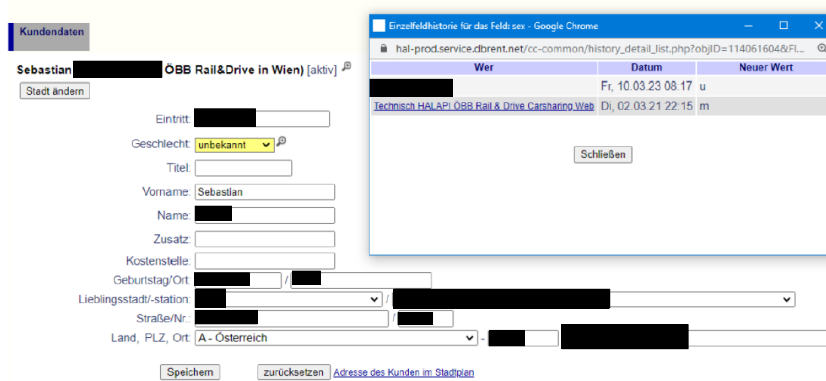 Kundendaten
Sebastian ÖBB Rail&Drive in Wien) [aktiv]
Stadt ändern
Eintritt:
Geschlecht: unbekannt
Titel:
Vorname: Sebastian
Name:
Zusatz:
Kostenstelle:
Geburtstag/Ort: /
Lieblingsstadt/-station: /
Straße/Nr.: /
Land, PLZ, Ort: A - Österreich -
Speichern zurücksetzen Adresse des Kunden im Stadtplan
Einzelfeldhistorie für das Feld: sex - Google Chrome
hal-prod.service.dbrent.net/cc-common/history_detail_list.php?objID=114061604&Fi...
Wer Datum Neuer Wert
Fr, 10.03.23 08:17 u
Technisch HALAPI ÖBB Rail & Drive Carsharing Web Di, 02.03.21 22:15 m
Schließen